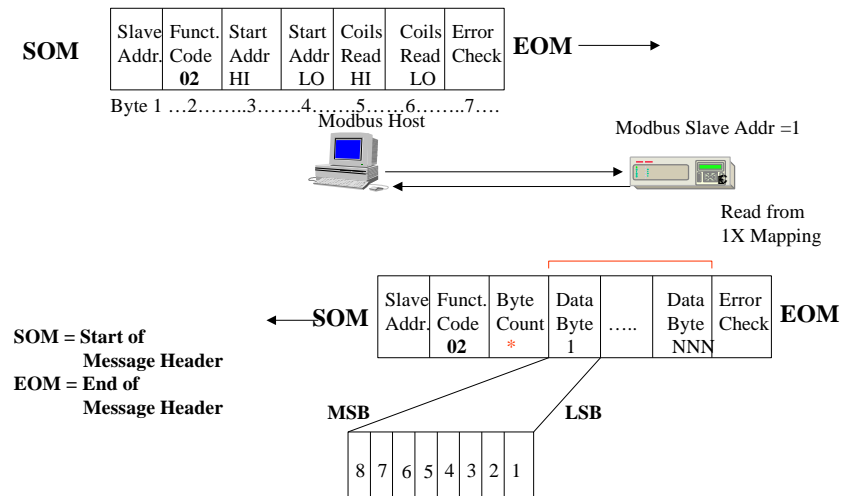 SOM
Slave Funct. Start Start Coils Coils Error
Addr. Code Addr Addr Read Read Check
02 HI LO HI LO
EOM
Byte 1 …2……..3…….4…….5……6……..7….
Modbus Host
Modbus Slave Addr =1
Read from
1X Mapping
SOM
Slave Funct. Byte Data Data Error
Addr. Code Count Byte ….. Byte Check
02 * 1 NNN
EOM
SOM = Start of
Message Header
EOM = End of
Message Header
MSB
LSB
8 7 6 5 4 3 2 1